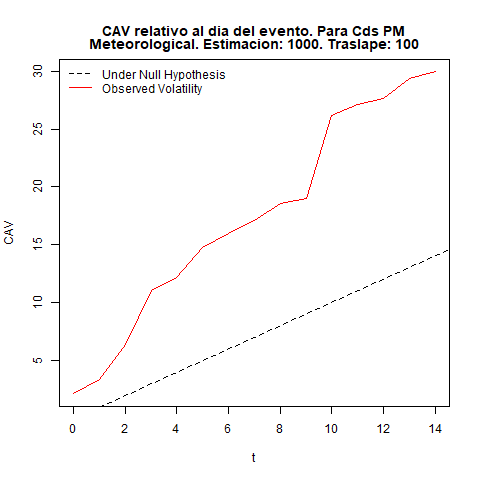 CAV relativo al dia del evento. Para Cds PM
Meteorological. Estimacion: 1000. Traslape: 100
Under Null Hypothesis
Observed Volatility
30
25
20
15
10
5
CAV
0 2 4 6 8 10 12 14
t